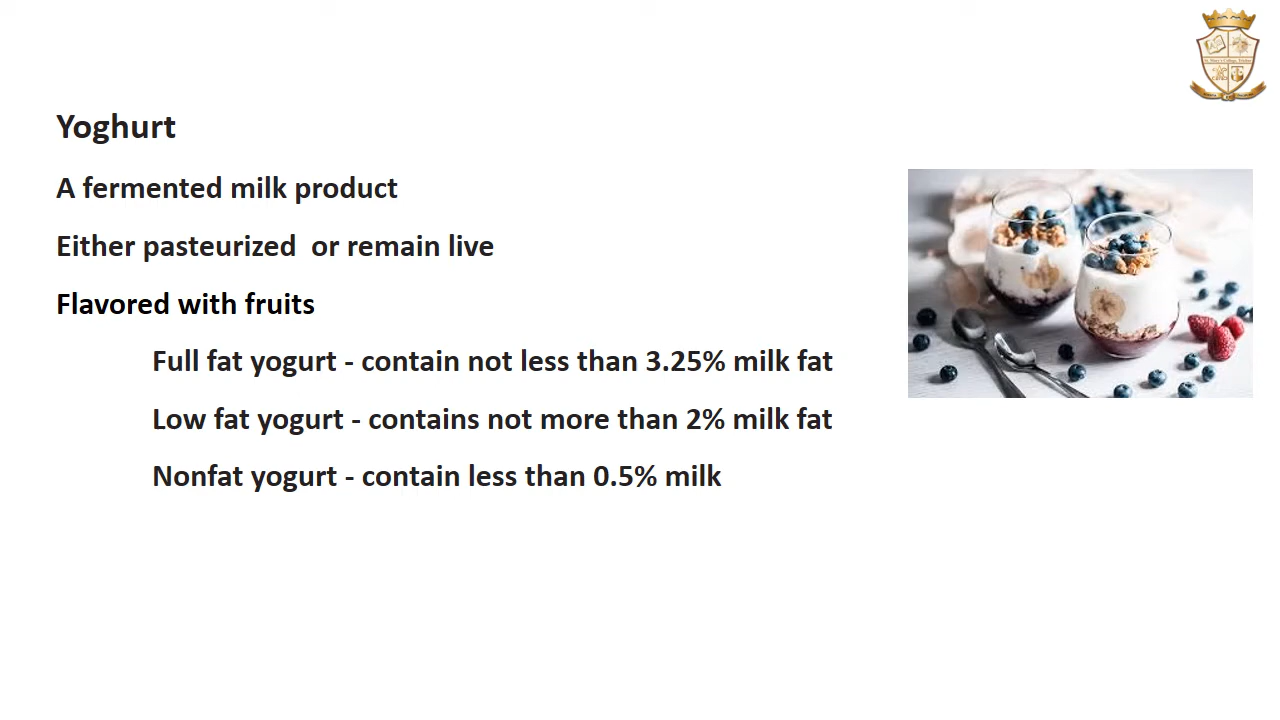 Yoghurt
A fermented milk product
Either pasteurized  or remain live
Flavored with fruits
Full fat yogurt - contain not less than 3.25% milk fat
Low fat yogurt - contains not more than 2% milk fat
Nonfat yogurt - contain less than 0.5% milk